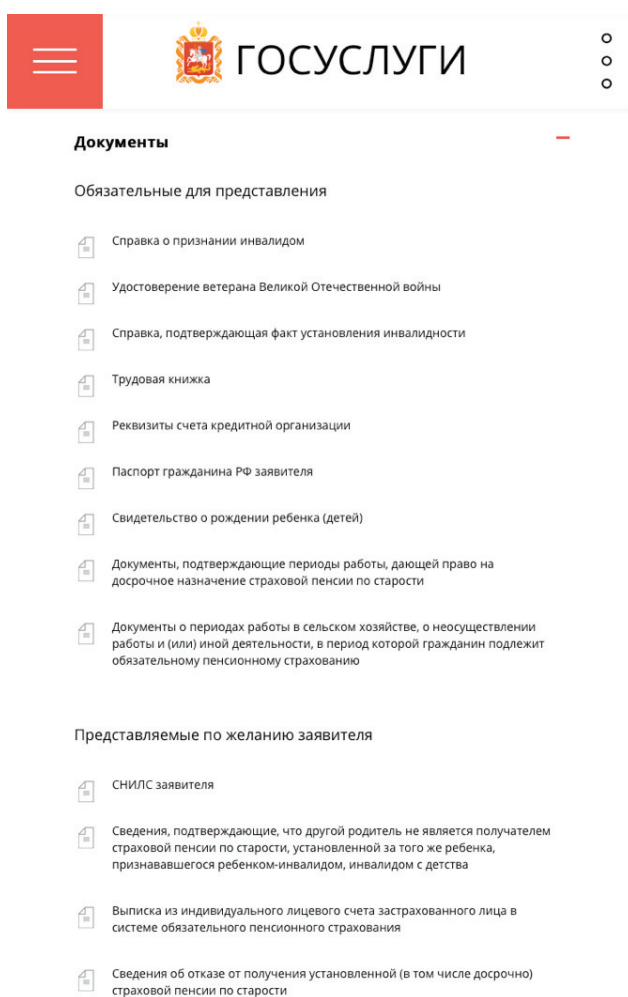 ГОСУСЛУГИ
Документы
Обязательные для представления
Справка о признании инвалидом
Удостоверение ветерана Великой Отечественной войны
Справка, подтверждающая факт установления инвалидности
Трудовая книжка
Реквизиты счета кредитной организации
Паспорт гражданина РФ заявителя
Свидетельство о рождении ребенка (детей)
Документы, подтверждающие периоды работы, дающей право на
досрочное назначение страховой пенсии по старости
Документы о периодах работы в сельском хозяйстве, о неосуществлении
работы и (или) иной деятельности, в период которой гражданин подлежит
обязательному пенсионному страхованию
Представляемые по желанию заявителя
СНИЛС заявителя
Сведения, подтверждающие, что другой родитель не является получателем
страховой пенсии по старости, установленной за того же ребенка,
признававшегося ребенком-инвалидом, инвалидом с детства
Выписка из индивидуального лицевого счета застрахованного лица в
системе обязательного пенсионного страхования
Сведения об отказе от получения установленной (в том числе досрочно)
страховой пенсии по старости